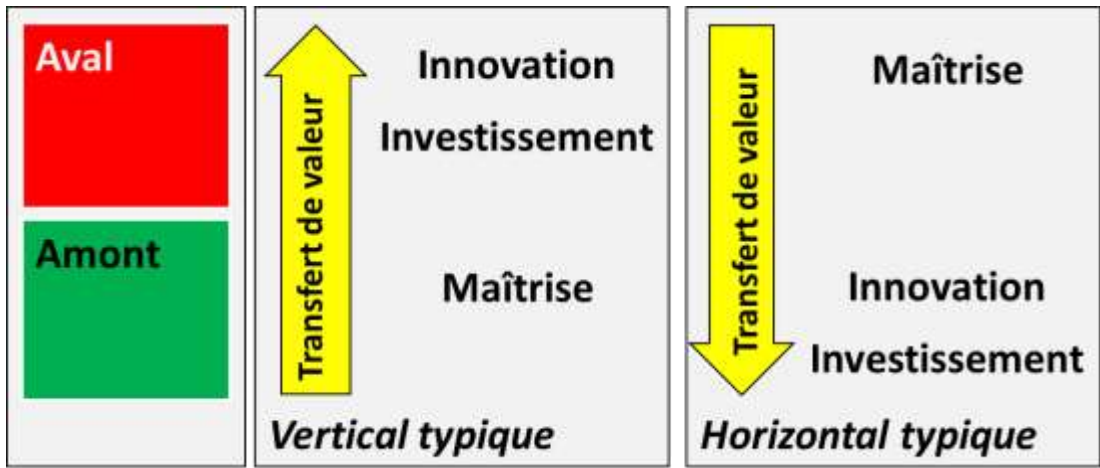 Aval
Amont
Transfert de valeur
Innovation
Investissement
Maîtrise
Vertical typique
Transfert de valeur
Maîtrise
Innovation
Investissement
Horizontal typique